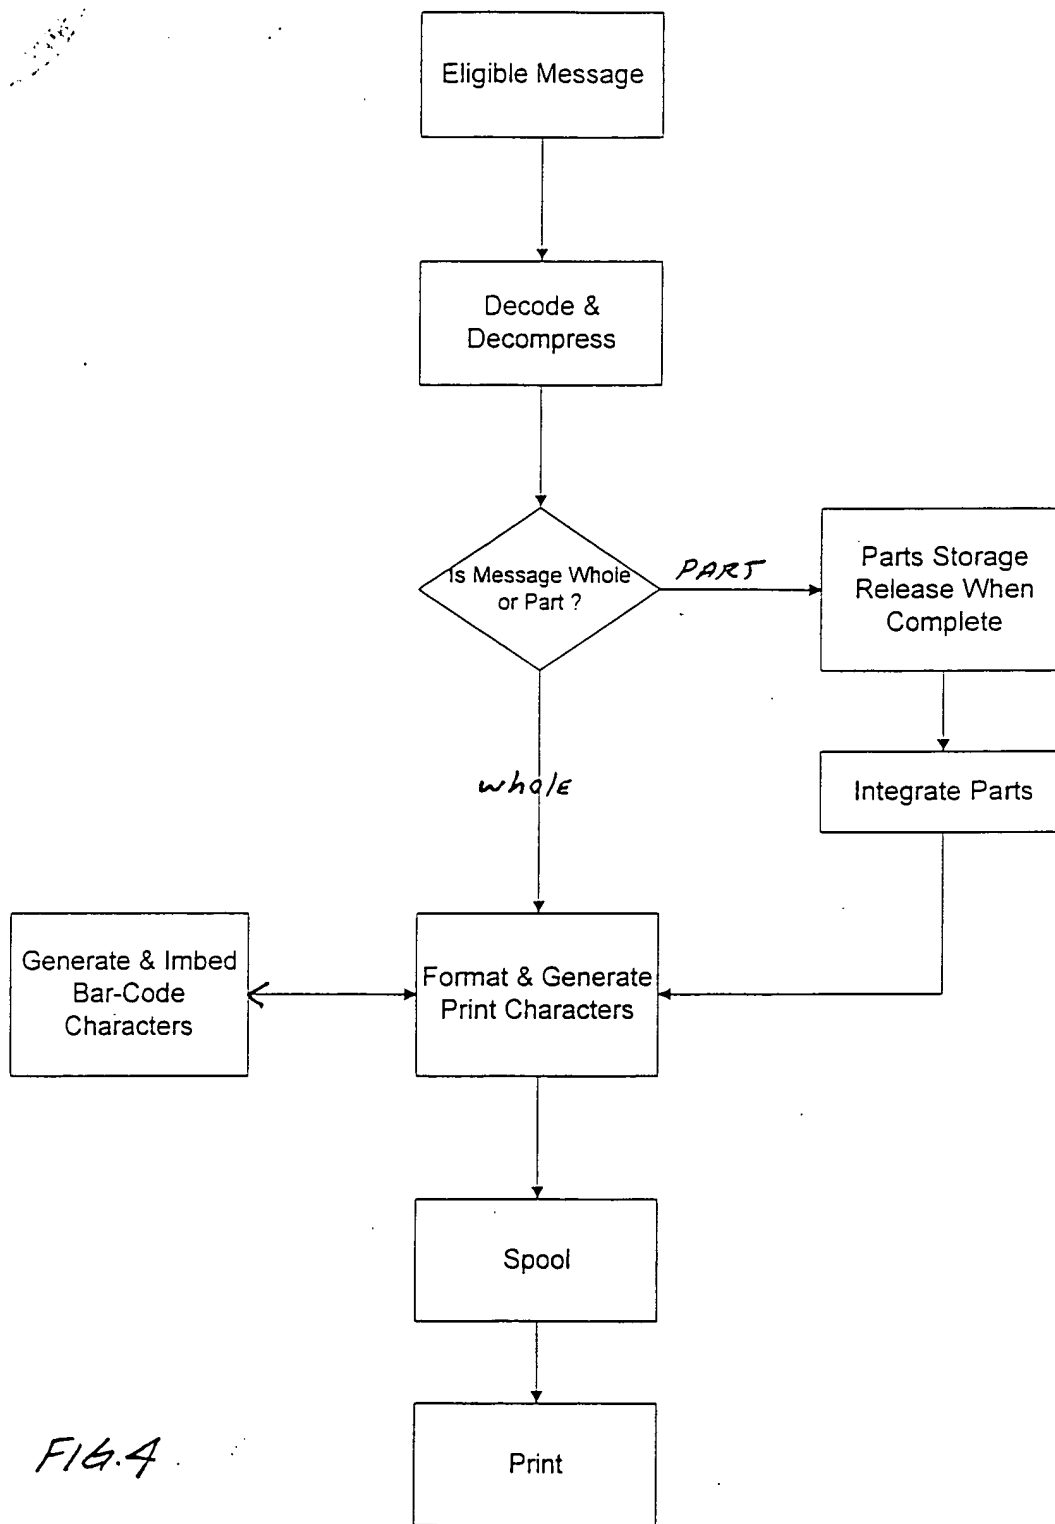 Eligible Message
Decode &
Decompress
Is Message Whole
or Part ?
PART
Parts Storage
Release When
Complete
whole
Integrate Parts
Generate & Imbed
Bar-Code
Characters
Format & Generate
Print Characters
Spool
Print
FIG.4